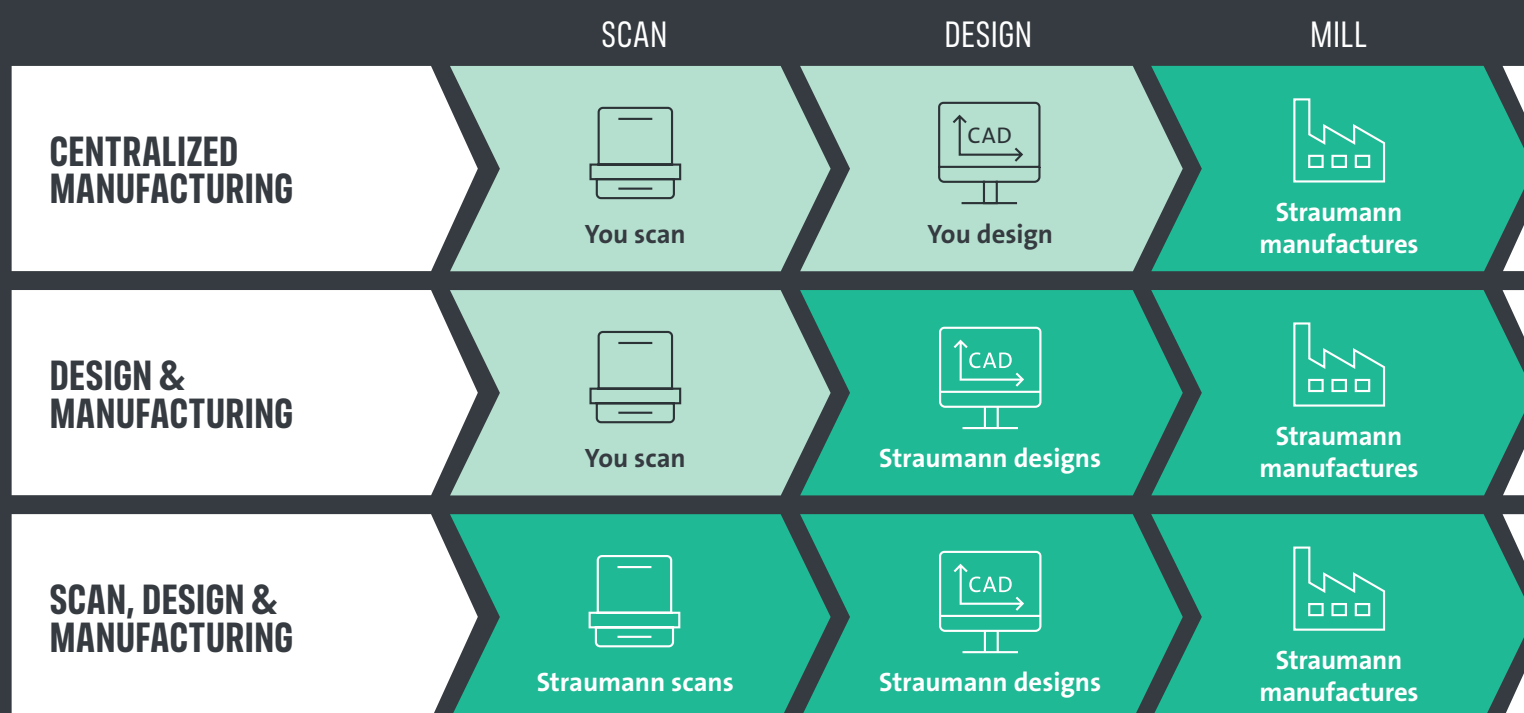 SCAN DESIGN MILL
CENTRALIZED
MANUFACTURING
CAD
You scan
You design
Straumann
manufactures
DESIGN &
MANUFACTURING
CAD
You scan
Straumann designs
Straumann
manufactures
SCAN, DESIGN &
MANUFACTURING
CAD
Straumann scans
Straumann designs
Straumann
manufactures